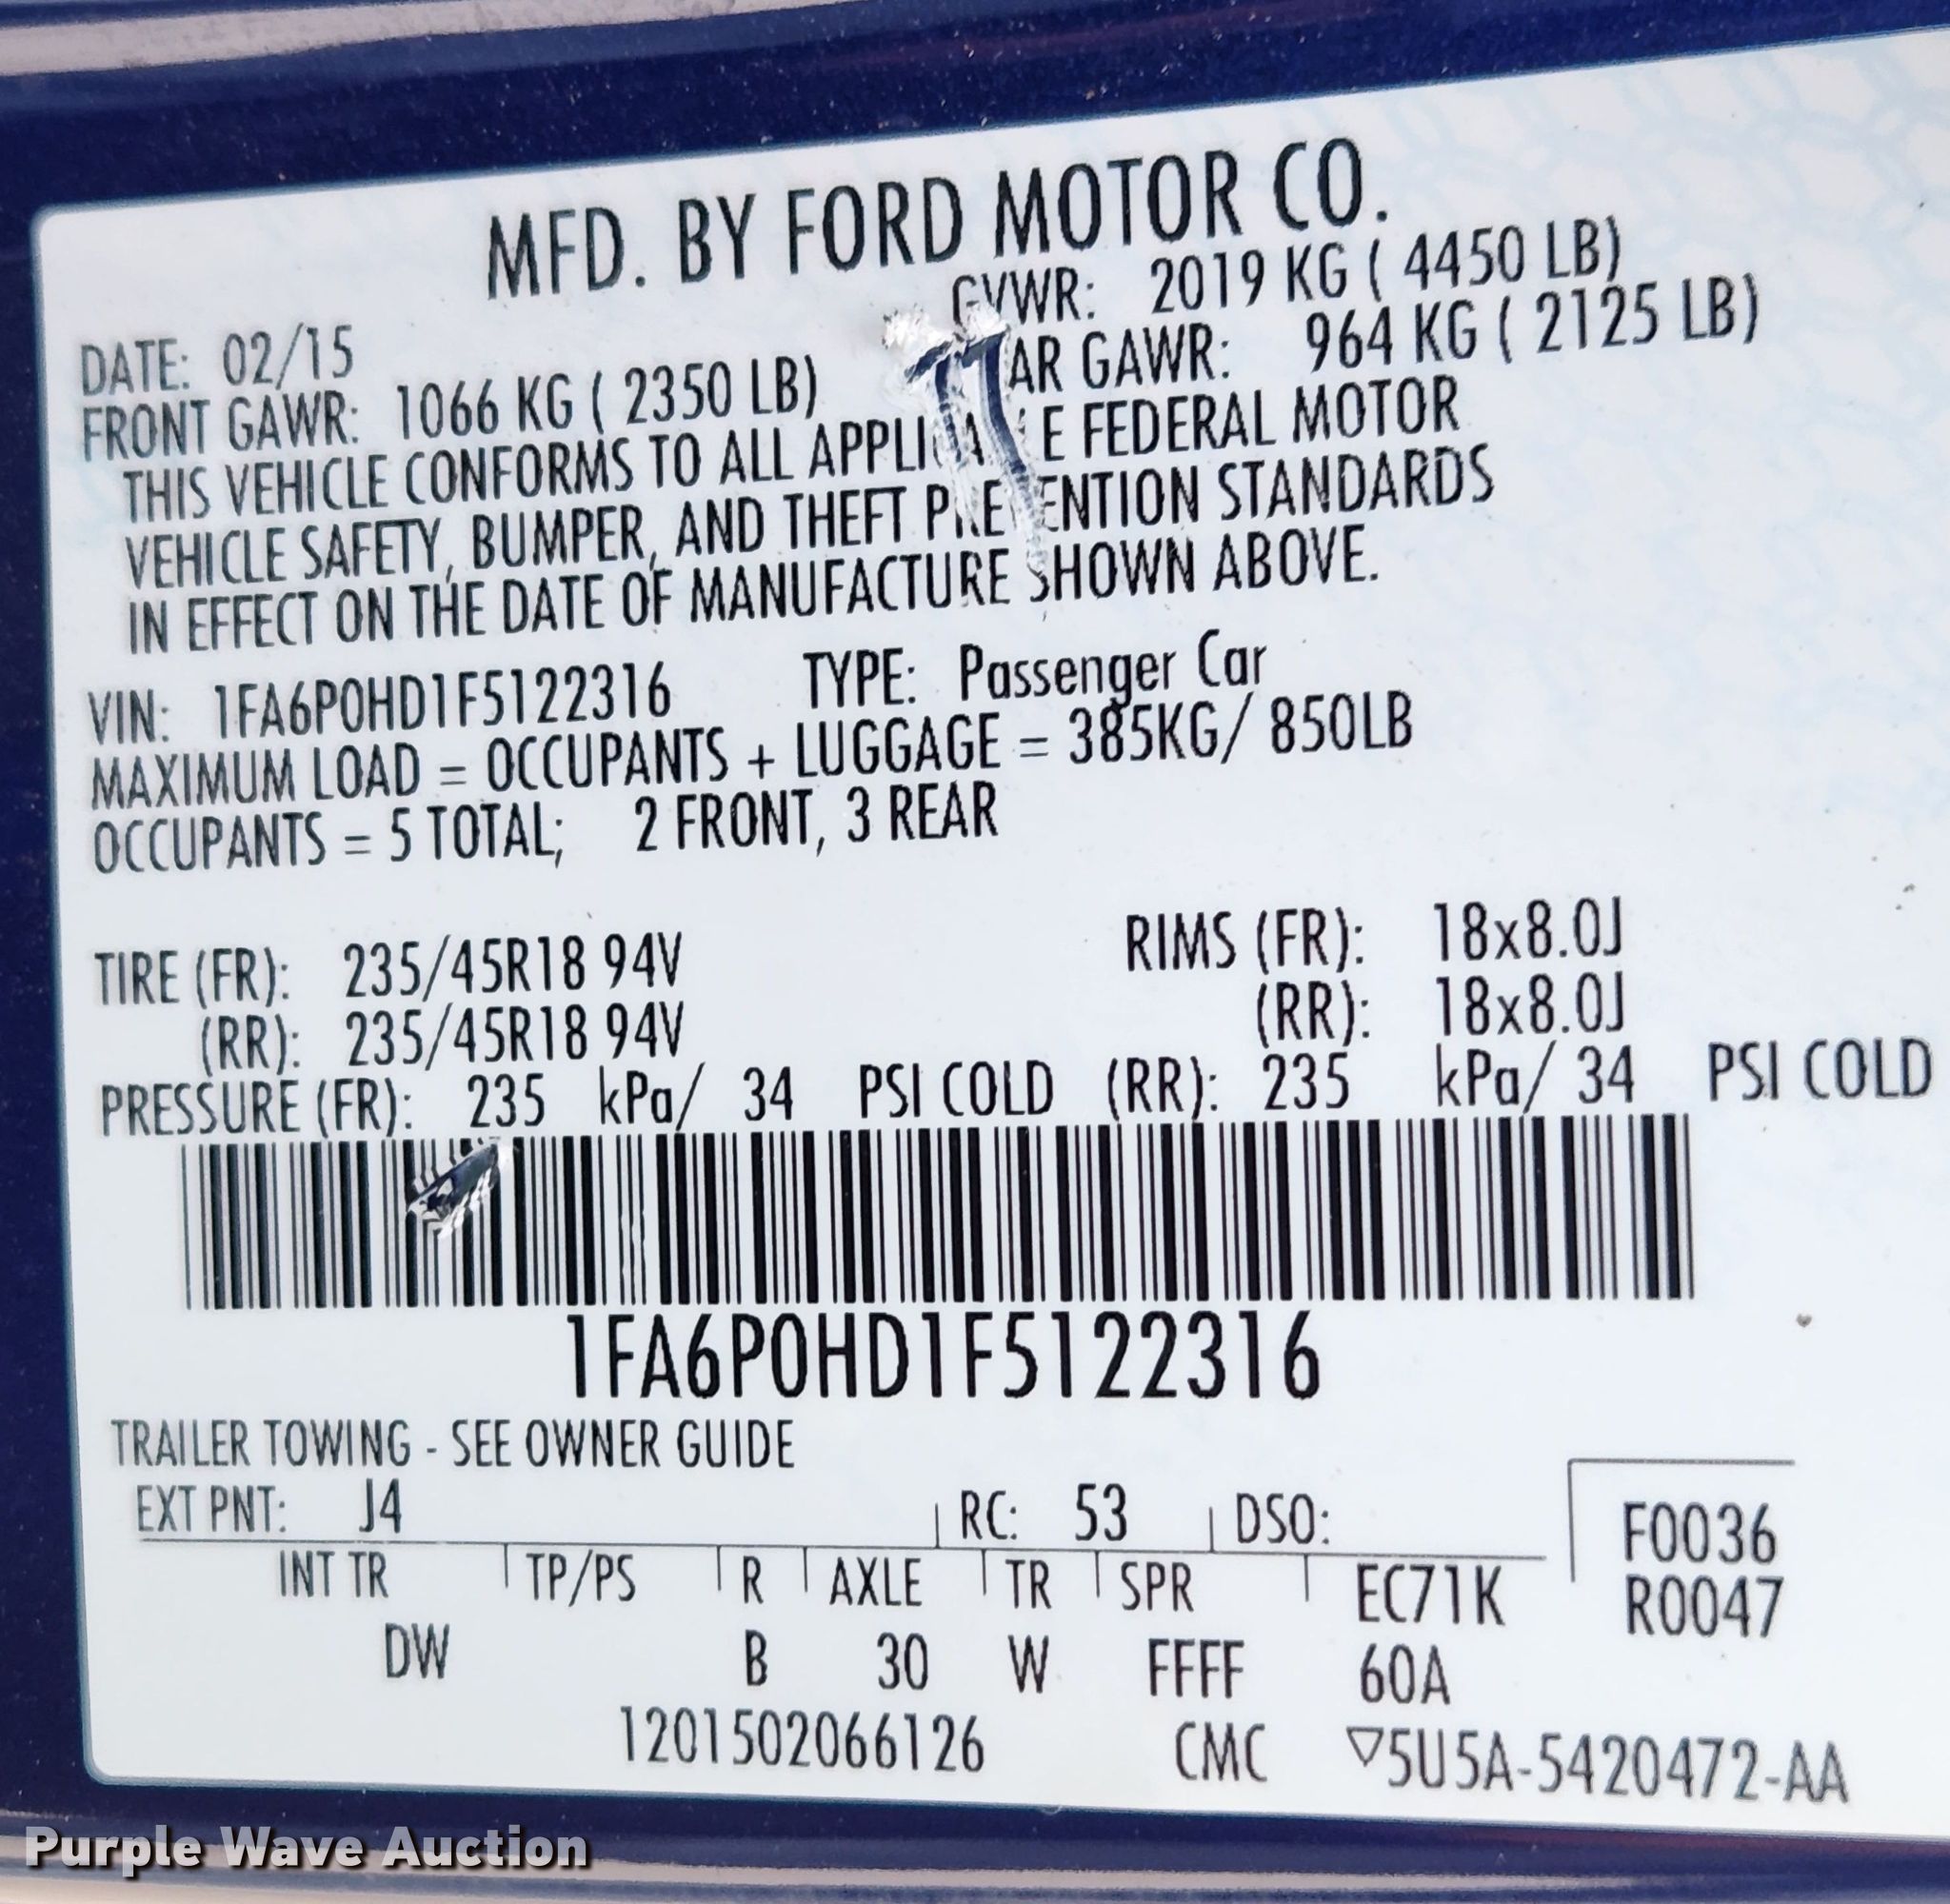 MFD. BY FORD MOTOR CO.
DATE: 02/15 GVWR: 2019 KG ( 4450 LB)
FRONT GAWR: 1066 KG ( 2350 LB) AR GAWR: 964 KG ( 2125 LB)
THIS VEHICLE CONFORMS TO ALL E FEDERAL MOTOR
VEHICLE SAFETY, BUMPER, AND THEFT PREVENTION STANDARDS
IN EFFECT ON THE DATE OF MANUFACTURE SHOWN ABOVE.
VIN: 1FA6P0HD1F5122316 TYPE: Passenger Car
MAXIMUM LOAD = OCCUPANTS + LUGGAGE = 385KG/ 850LB
OCCUPANTS = 5 TOTAL; 2 FRONT, 3 REAR
TIRE (FR): 235/45R18 94V RIMS (FR): 18x8.0J
(RR): 235/45R18 94V (RR): 18x8.0J
PRESSURE (FR): 235 kPa/ 34 PSI COLD (RR): 235 kPa/ 34 PSI COLD
1FA6P0HD1F5122316
TRAILER TOWING - SEE OWNER GUIDE
EXT PNT: J4 RC: 53 DSO: F0036
INT TR TP/PS R AXLE TR SPR EC71K R0047
DW B 30 W FFFF 60A
1201502066126 CMC ▽5U5A-5420472-AA
Purple Wave Auction